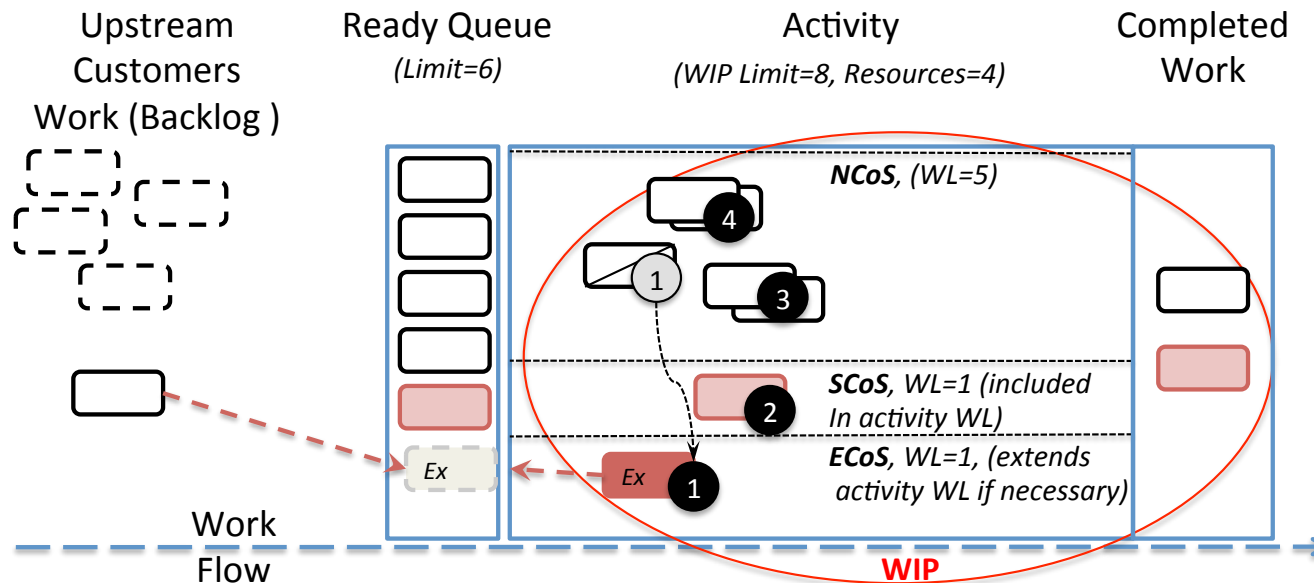 Upstream
Customers
Work (Backlog )
Ready Queue
(Limit=6)
Activity
(WIP Limit=8, Resources=4)
Completed
Work
NCoS, (WL=5)
4
1
3
SCoS, WL=1 (included
In activity WL)
2
ECoS, WL=1, (extends
activity WL if necessary)
Ex
Ex
1
Work
Flow
WIP